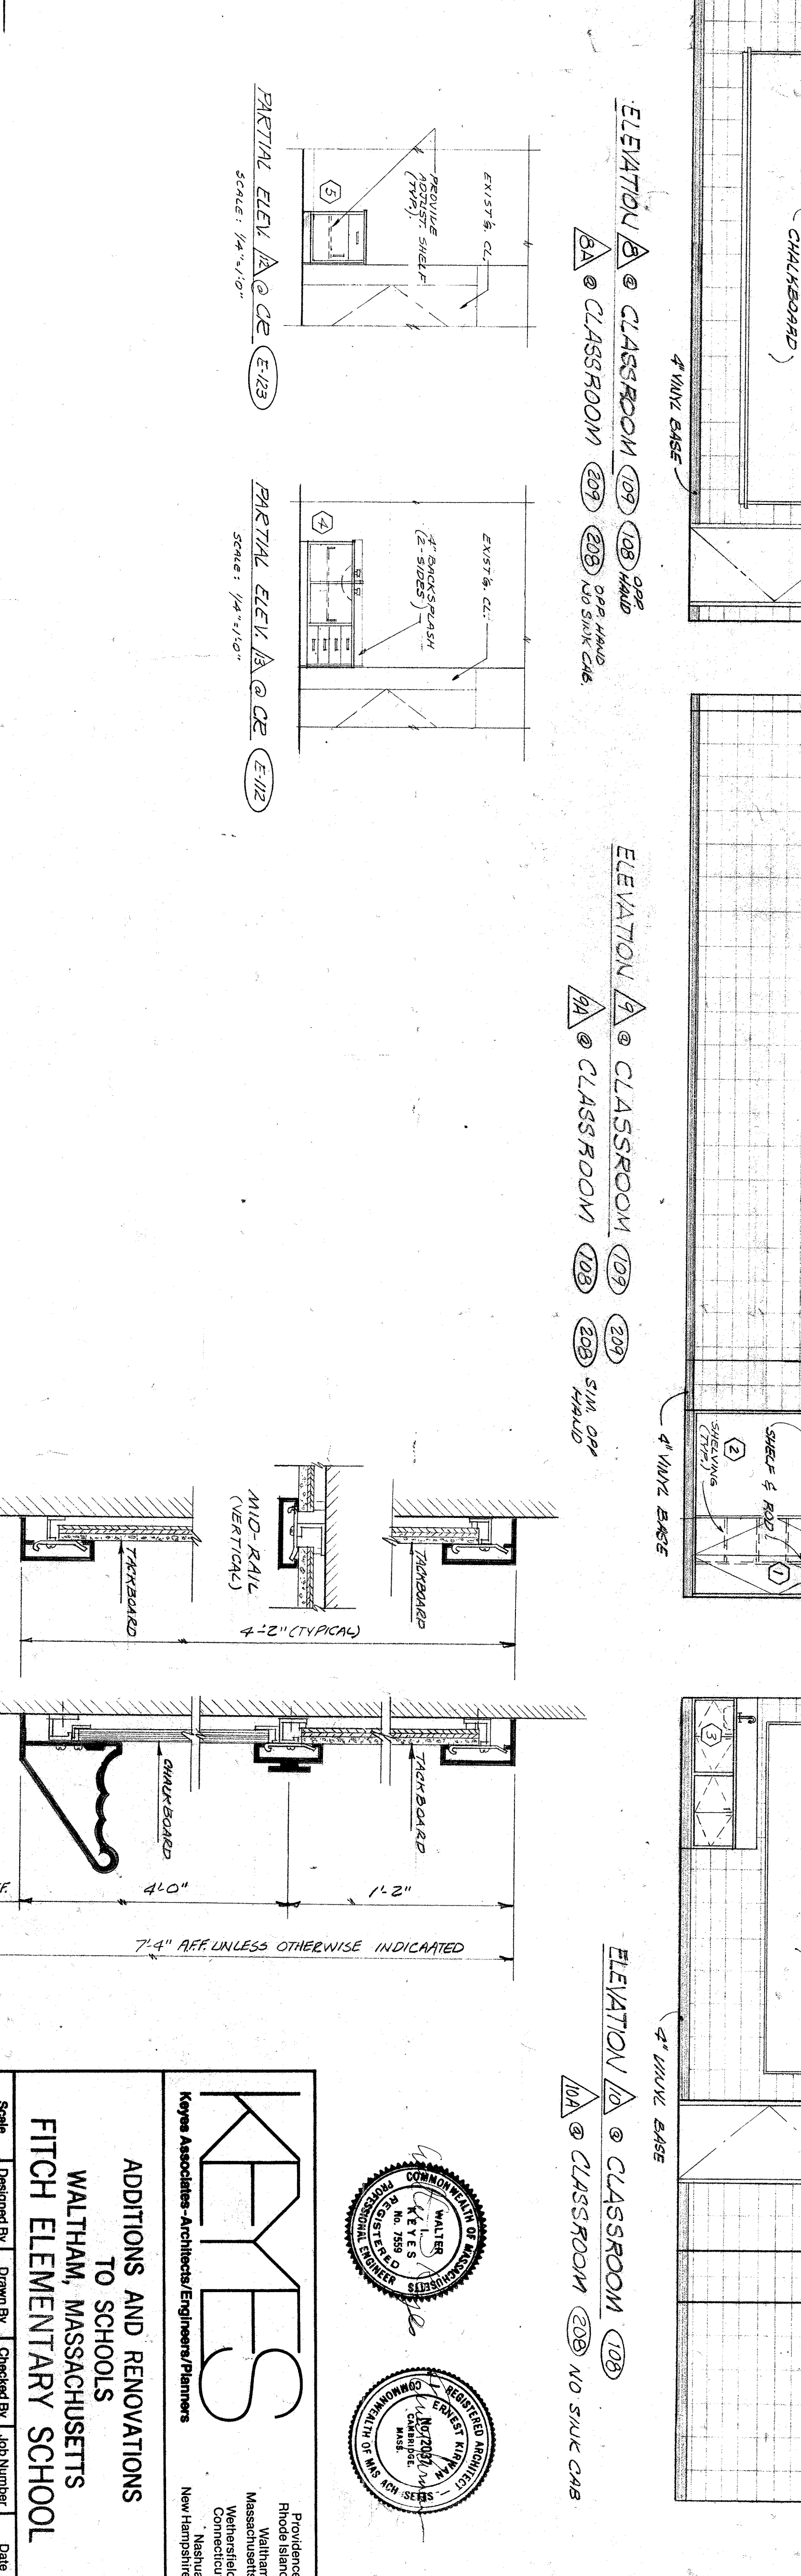 CHALKBOARD)
4" VINYL BASE
ELEVATION 8 @ CLASSROOM 109 108 OPP.
HAND
8A @ CLASSROOM 209 208 OPP. HAND
NO SINK CAB.
EXIST'G. CL.
PROVIDE
ADJUST. SHELF
(TYP.)
5
PARTIAL ELEV. 12 @ CR E-123
SCALE: 1/4"=1'-0"
EXIST'G. CL.
4" BACKSPLASH
(2-SIDES)
4
PARTIAL ELEV. 13 @ CR E-112
SCALE: 1/4"=1'-0"
SHELF & ROD
1
2
SHELVING
(TYP.)
4" VINYL BASE
ELEVATION 9 @ CLASSROOM 109 209
9A @ CLASSROOM 108 208 SIM. OPP
HAND
TACKBOARD
MID-RAIL
(VERTICAL)
TACKBOARD
4'-2" (TYPICAL)
TACKBOARD
CHALKBOARD
1'-2"
4'-0"
7'-4" A.F.F. UNLESS OTHERWISE INDICAATED
3
4" VINYL BASE
ELEVATION 10 @ CLASSROOM 108
10A @ CLASSROOM 208 NO SINK CAB
COMMONWEALTH OF MASSACHUSETTS
WALTER
I.
KEYES
No. 7559
REGISTERED
PROFESSIONAL ENGINEER
REGISTERED ARCHITECT
ERNEST KIRWAN
No. 2037
CAMBRIDGE,
MASS.
COMMONWEALTH OF MAS ACH SETTS
KEYES
Keyes Associates-Architects/Engineers/Planners
Providence
Rhode Island
Waltham
Massachusetts
Wethersfield
Connecticu
Nashua
New Hampshire
ADDITIONS AND RENOVATIONS
TO SCHOOLS
WALTHAM, MASSACHUSETTS
FITCH ELEMENTARY SCHOOL
Scale Designed By Drawn By Checked By Job Number Date